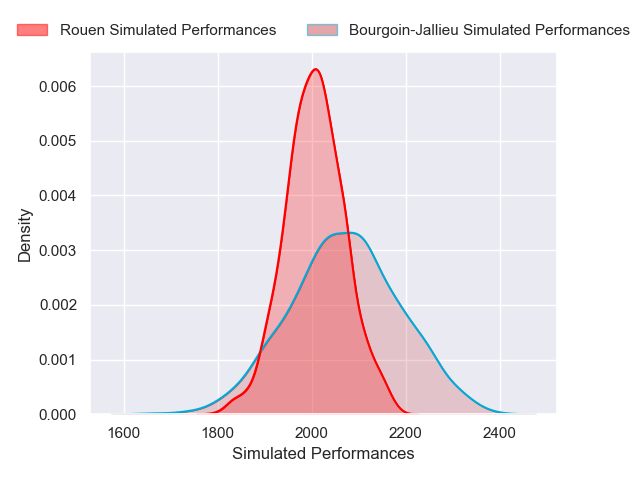 Rouen Simulated Performances Bourgoin-Jallieu Simulated Performances
0.006
0.005
0.004
0.003
0.002
0.001
0.000
Density
1600 1800 2000 2200 2400
Simulated Performances